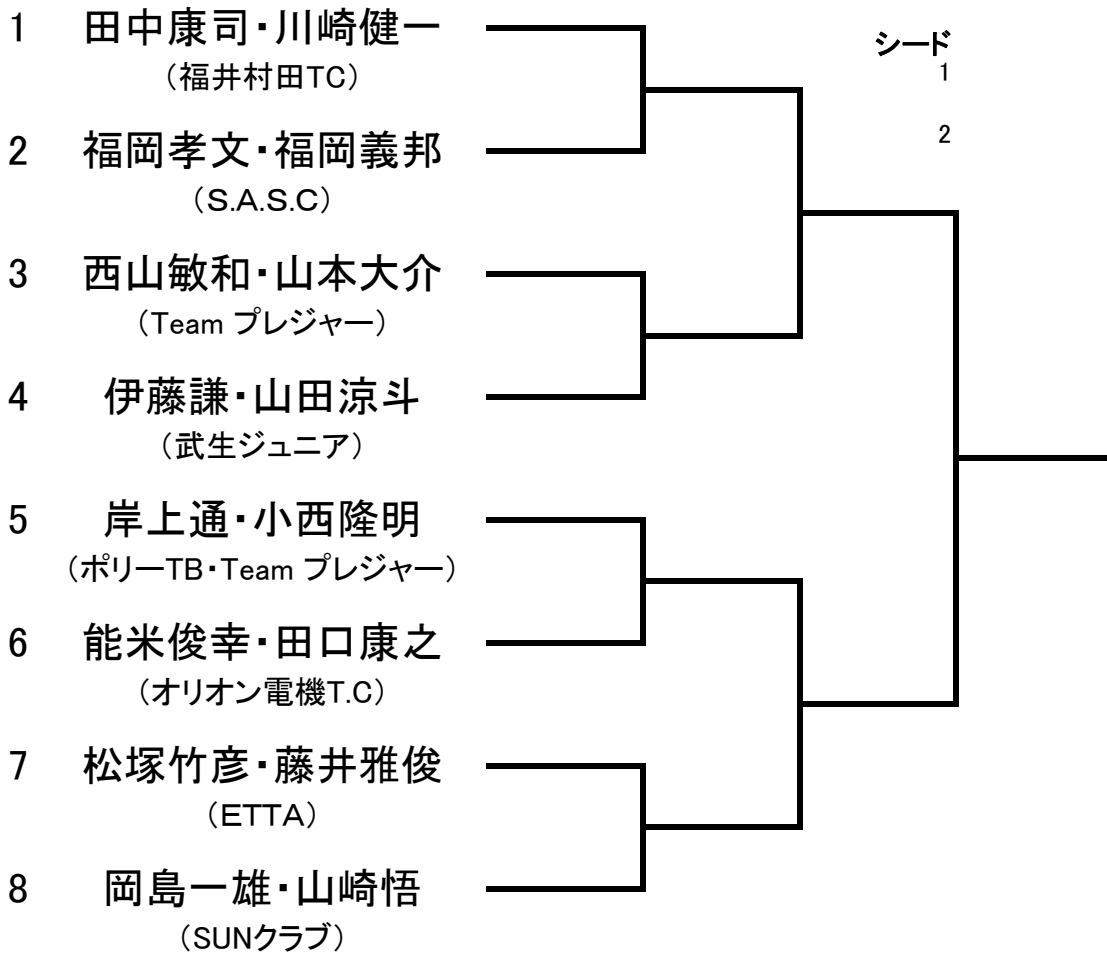 1 田中康司・川崎健一
（福井村田TC）
シード
1
2 福岡孝文・福岡義邦
2
（S.A.S.C）
3 西山敏和・山本大介
（Team プレジャー）
4 伊藤謙・山田涼斗
（武生ジュニア）
5 岸上通・小西隆明
（ポリーTB・Team プレジャー）
6 能米俊幸・田口康之
（オリオン電機T.C）
7 松塚竹彦・藤井雅俊
（ETTA）
8 岡島一雄・山崎悟
（SUNクラブ）